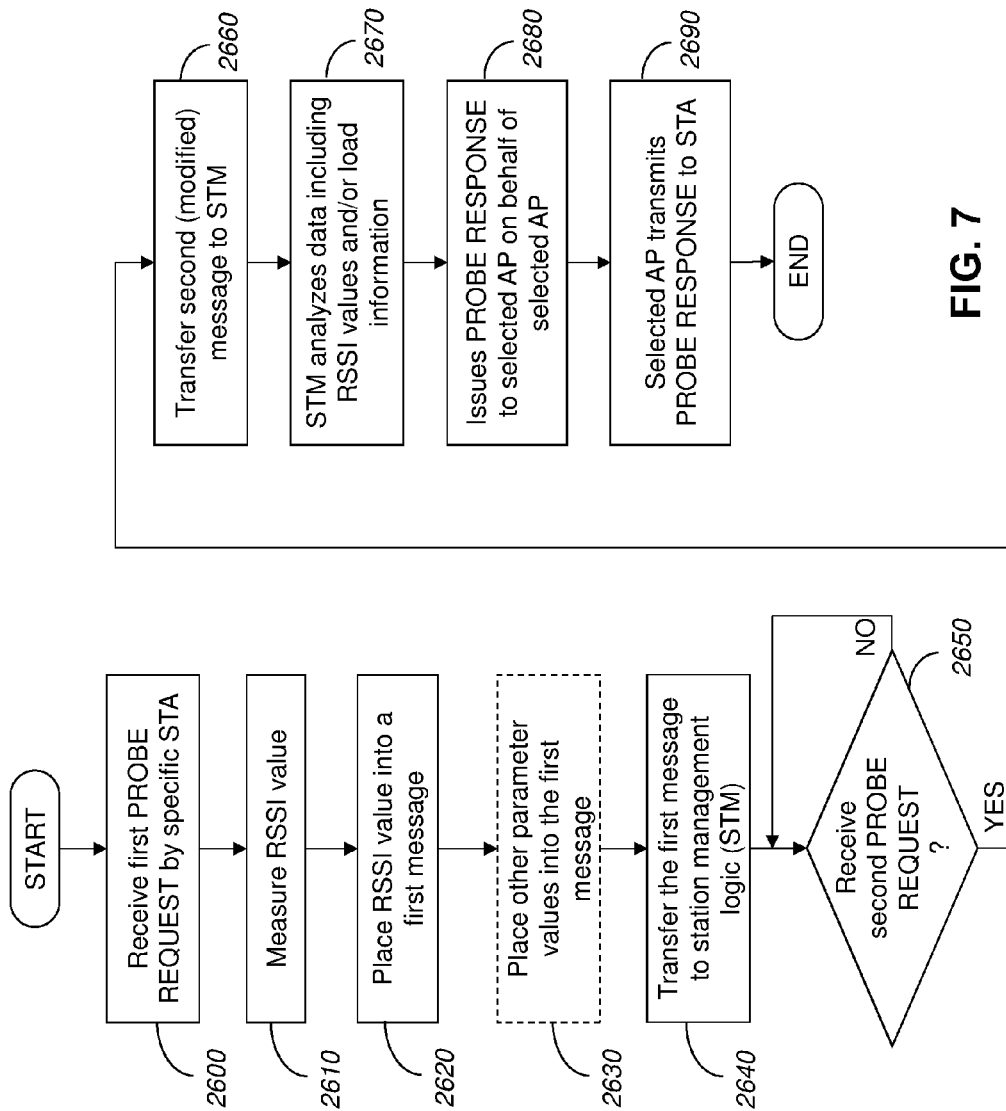 START
Receive first PROBE
REQUEST by specific STA
2600
Measure RSSI value
2610
Place RSSI value into a
first message
2620
Place other parameter
values into the first
message
2630
Transfer the first message
to station management
logic (STM)
2640
Receive
second PROBE
REQUEST
?
2650
NO
YES
Transfer second (modified)
message to STM
2660
STM analyzes data including
RSSI values and/or load
information
2670
Issues PROBE RESPONSE
to selected AP on behalf of
selected AP
2680
Selected AP transmits
PROBE RESPONSE to STA
2690
END
FIG. 7